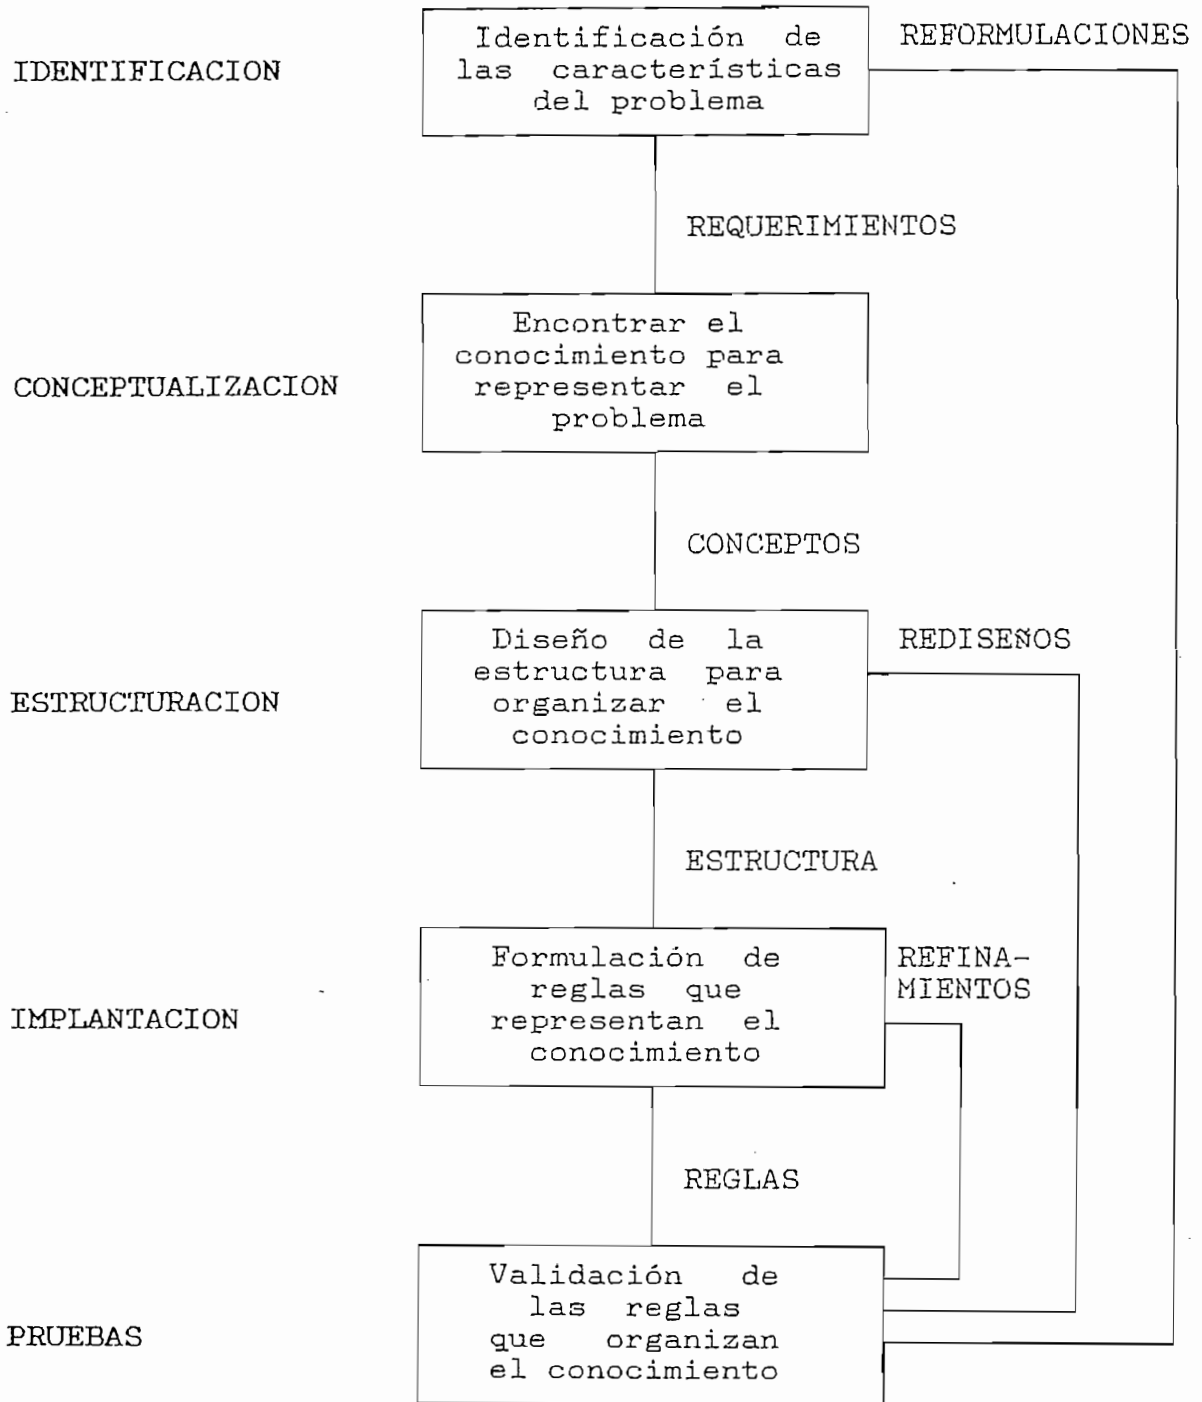 Identificación de
las características
del problema
REFORMULACIONES
IDENTIFICACION
REQUERIMIENTOS
Encontrar el
conocimiento para
representar el
problema
CONCEPTUALIZACION
CONCEPTOS
Diseño de la
estructura para
organizar el
conocimiento
REDISEÑOS
ESTRUCTURACION
ESTRUCTURA
Formulación de
reglas que
representan el
conocimiento
REFINA-
MIENTOS
IMPLANTACION
REGLAS
Validación de
las reglas
que organizan
el conocimiento
PRUEBAS